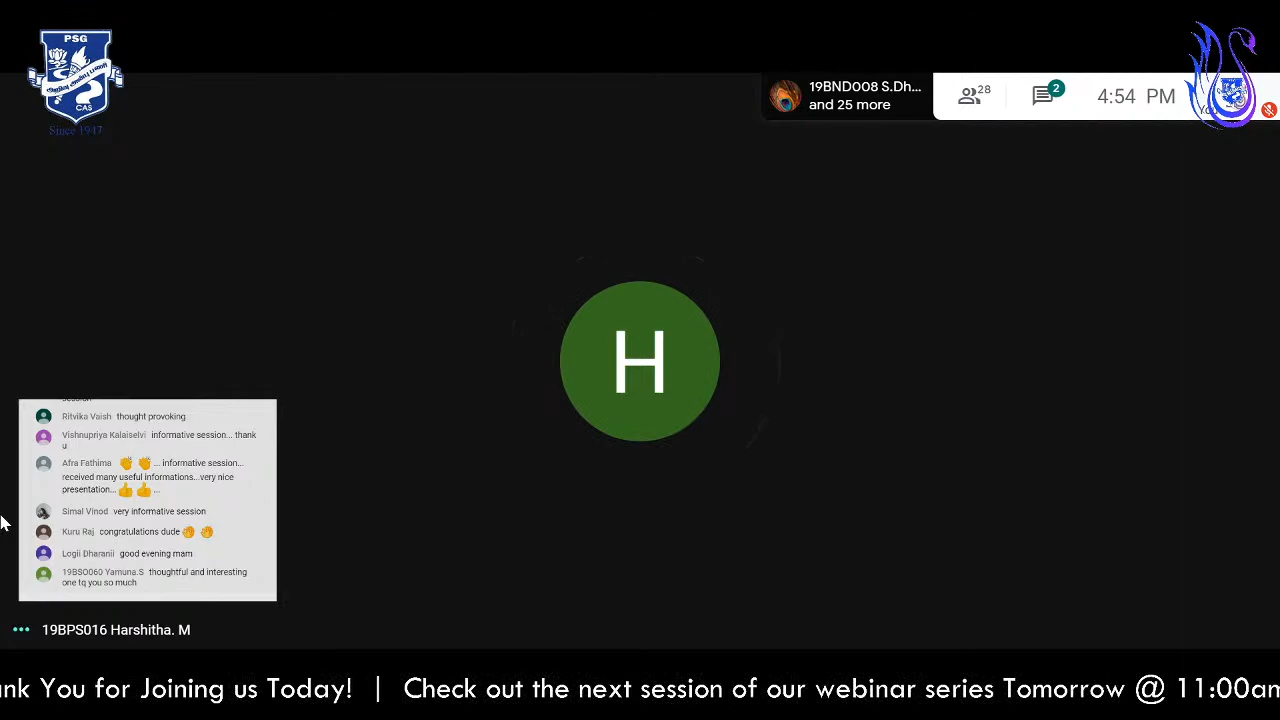 PSG
CAS
Since 1947
19BND008 S.Dh...
and 25 more
28
2
4:54 PM
H
Ritvika Vaish thought provoking
Vishnupriya Kalaiselvi informative session... thank
u
Afra Fathima 👏 👏 ... informative session...
received many useful informations...very nice
presentation... 👍 👍 ...
Simal Vinod very informative session
Kuru Raj congratulations dude 👏 👏
Logii Dharanii good evening mam
19BSO060 Yamuna.S thoughtful and interesting
one tq you so much
19BPS016 Harshitha. M
nk You for Joining us Today! | Check out the next session of our webinar series Tomorrow @ 11:00am